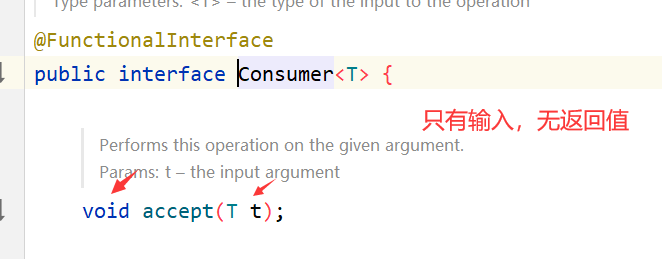 Type parameters: <T> – the type of the input to the operation
@FunctionalInterface
public interface Consumer<T> {
只有输入，无返回值
Performs this operation on the given argument.
Params: t – the input argument
void accept(T t);